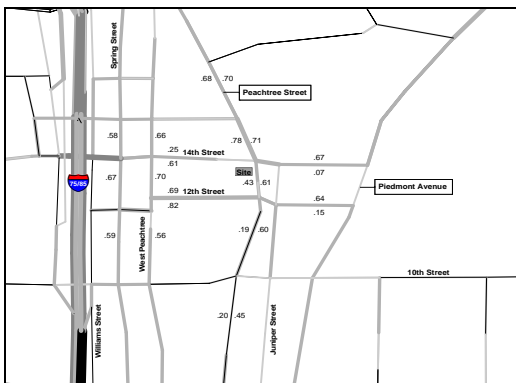 Spring Street
.68 .70
Peachtree Street
.58
.66
.78 .71
.25
14th Street
.61
.67
.67
.70
Site
.43 .61
.07
75/85
Piedmont Avenue
.69
12th Street
.82
.64
.15
.59
West Peachtree
.56
.19 .60
10th Street
Williams Street
.20 .45
Juniper Street